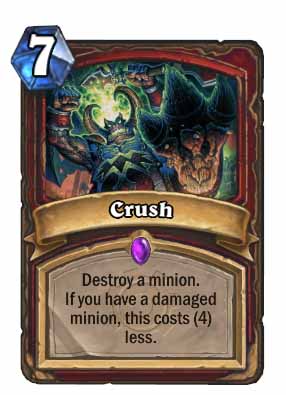 7
Crush
Destroy a minion.
If you have a damaged
minion, this costs (4)
less.